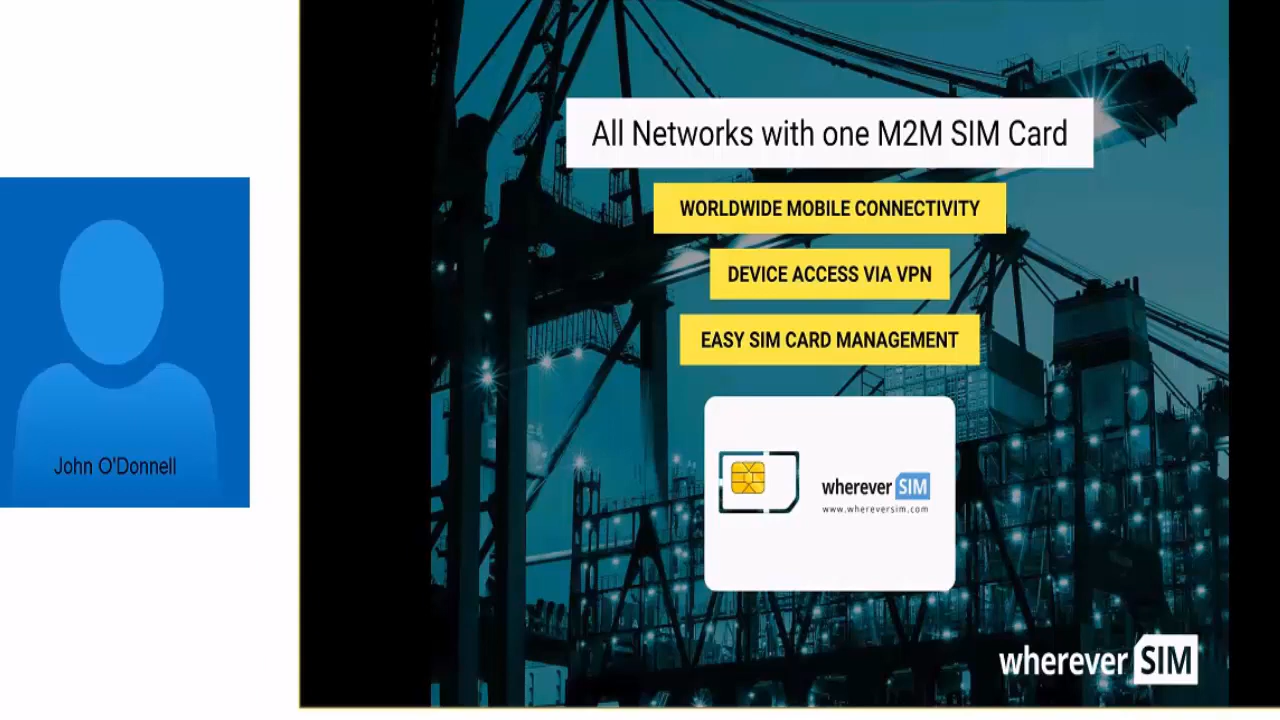 All Networks with one M2M SIM Card
WORLDWIDE MOBILE CONNECTIVITY
DEVICE ACCESS VIA VPN
EASY SIM CARD MANAGEMENT
John O'Donnell
wherever SIM
www.whereversim.com
wherever SIM